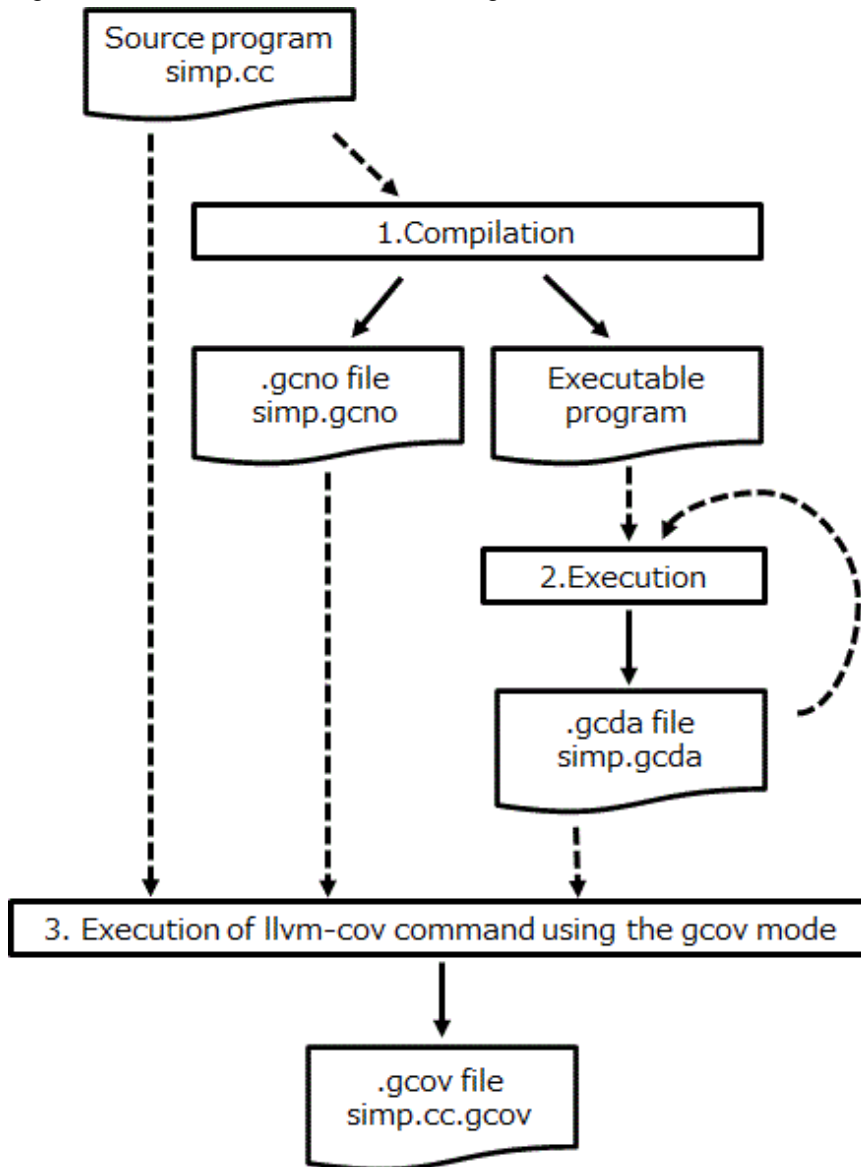 Source program
simp.cc
1.Compilation
.gcno file
simp.gcno
Executable
program
2.Execution
.gcda file
simp.gcda
3. Execution of llvm-cov command using the gcov mode
.gcov file
simp.cc.gcov